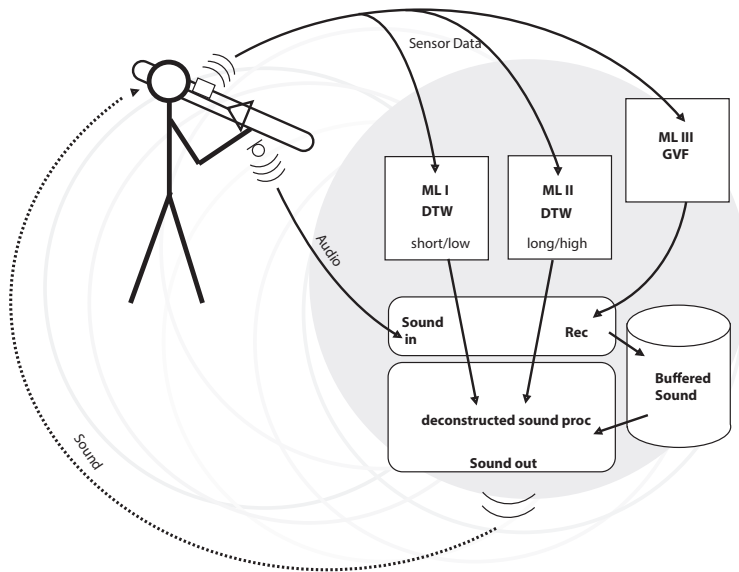 Sensor Data
ML III
GVF
ML I
DTW
short/low
ML II
DTW
long/high
Audio
Sound
in
Rec
Buffered
Sound
deconstructed sound proc
Sound out
Sound